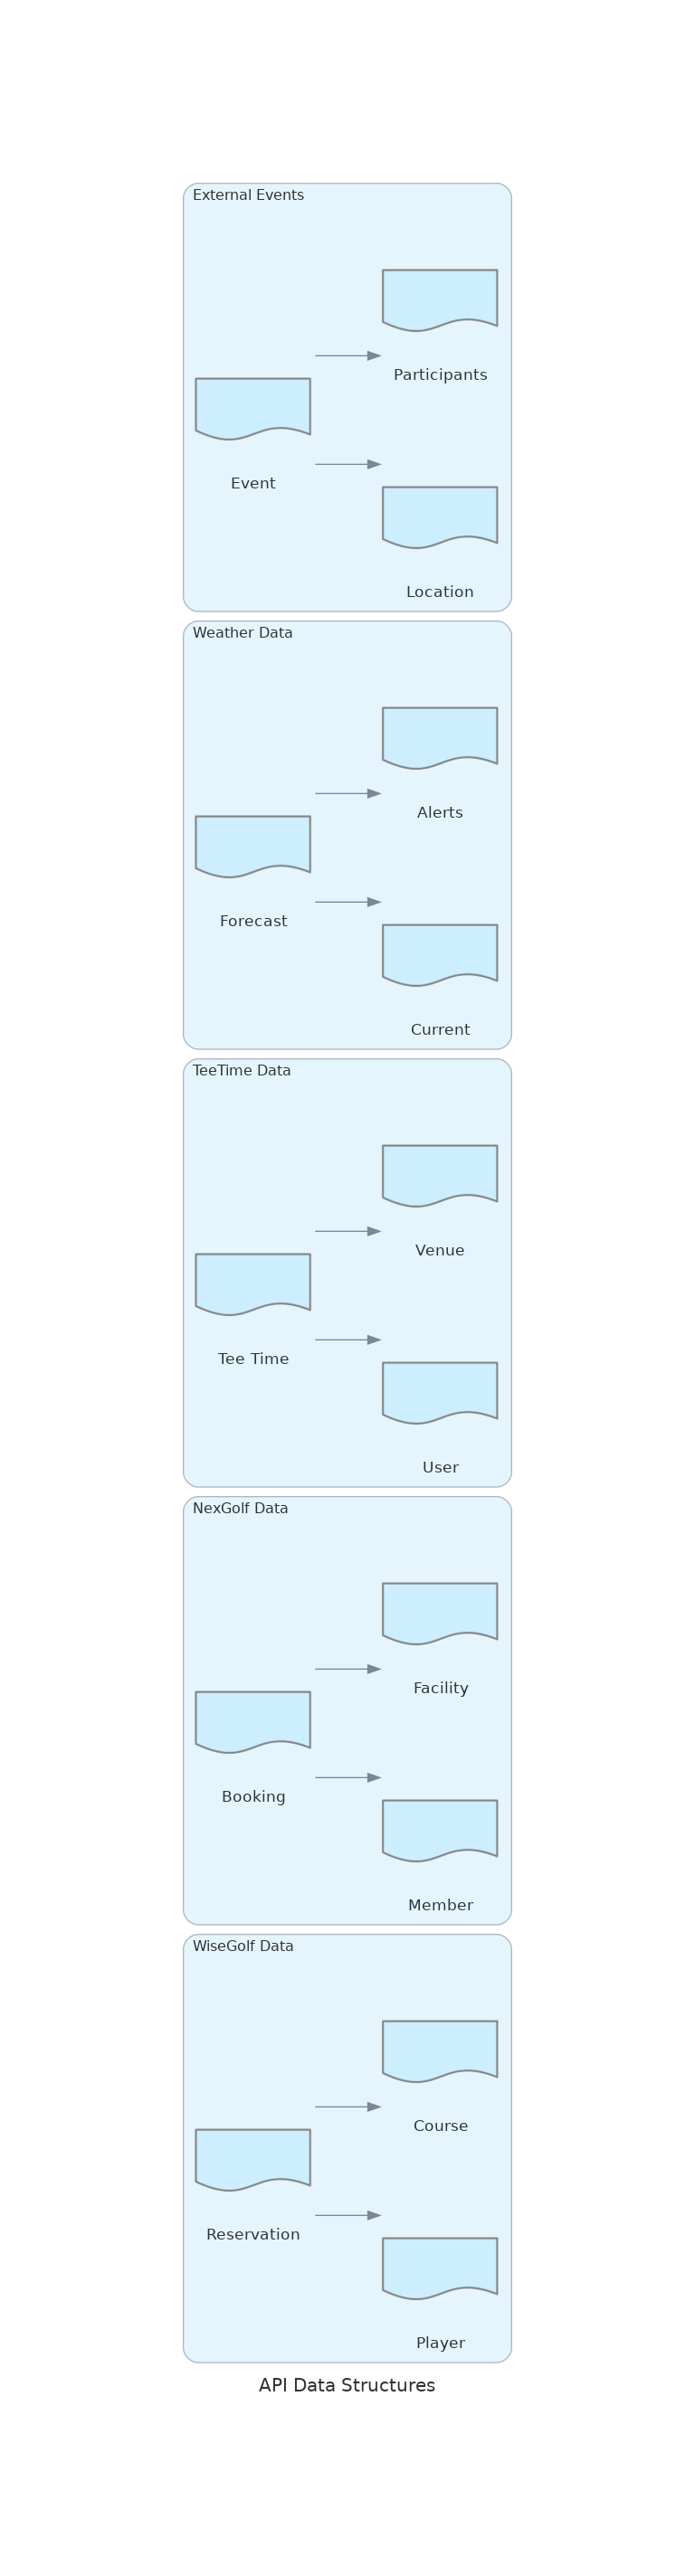 External Events
Participants
Event
Location
Weather Data
Alerts
Forecast
Current
TeeTime Data
Venue
Tee Time
User
NexGolf Data
Facility
Booking
Member
WiseGolf Data
Course
Reservation
Player
API Data Structures